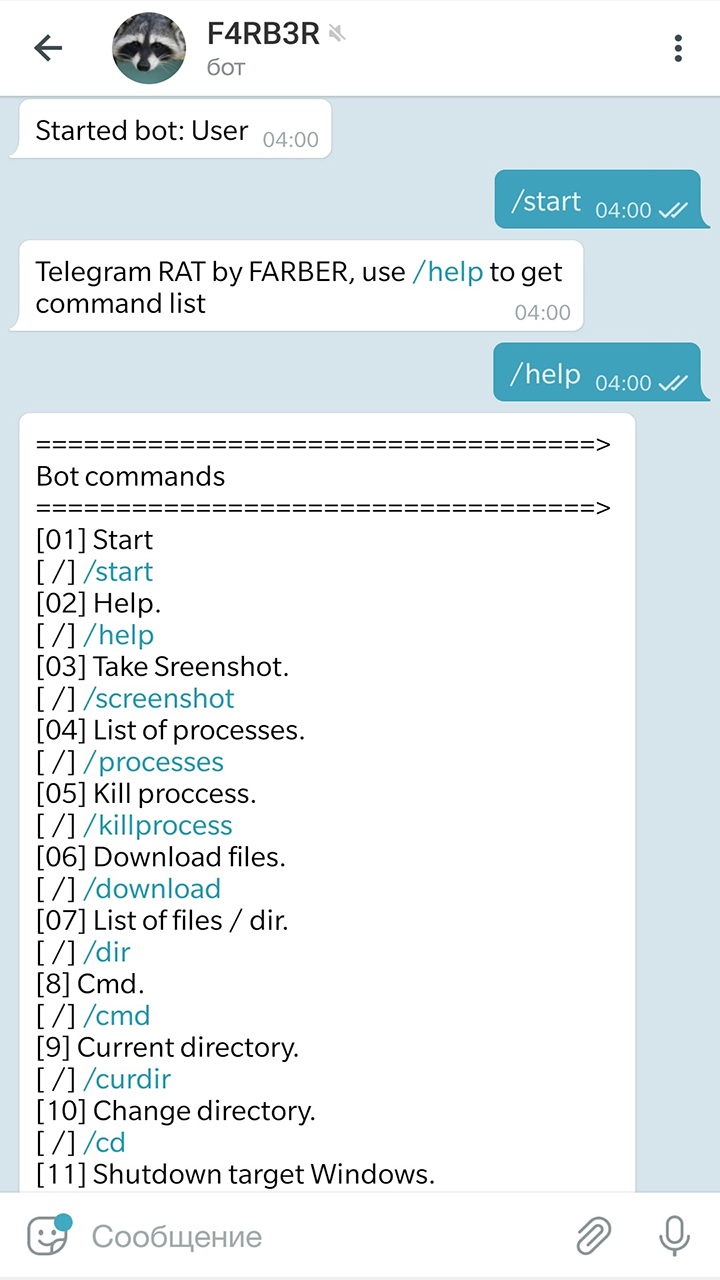 F4RB3R
бот
Started bot: User 04:00
/start 04:00
Telegram RAT by FARBER, use /help to get
command list
04:00
/help 04:00
===================================>
Bot commands
===================================>
[01] Start
[ /] /start
[02] Help.
[ /] /help
[03] Take Sreenshot.
[ /] /screenshot
[04] List of processes.
[ /] /processes
[05] Kill proccess.
[ /] /killprocess
[06] Download files.
[ /] /download
[07] List of files / dir.
[ /] /dir
[8] Cmd.
[ /] /cmd
[9] Current directory.
[ /] /curdir
[10] Change directory.
[ /] /cd
[11] Shutdown target Windows.
Сообщение